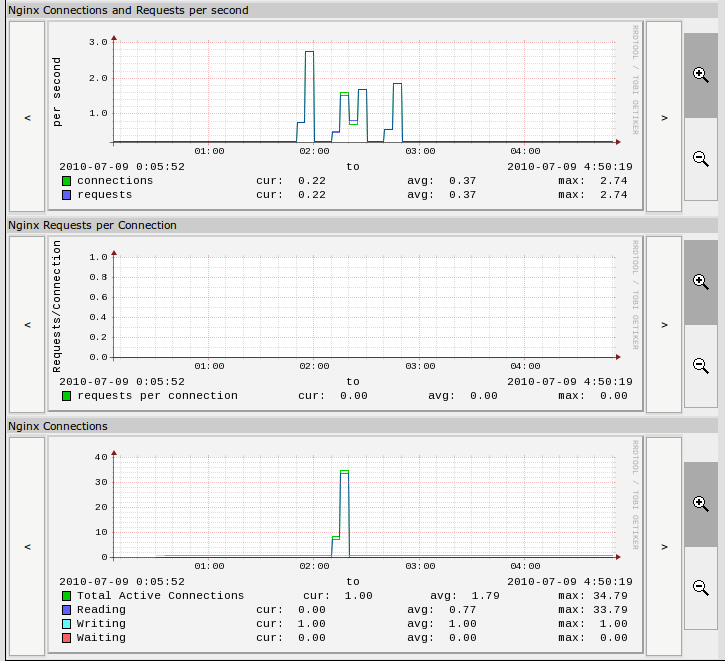 Nginx Connections and Requests per second
per second
RRDTOOL / TOBI OETIKER
3.0
2.0
1.0
01:00 02:00 03:00 04:00
2010-07-09 0:05:52 to 2010-07-09 4:50:19
connections cur: 0.22 avg: 0.37 max: 2.74
requests cur: 0.22 avg: 0.37 max: 2.74
< >
Nginx Requests per Connection
Requests/Connection
RRDTOOL / TOBI OETIKER
1.0
0.8
0.6
0.4
0.2
0.0
01:00 02:00 03:00 04:00
2010-07-09 0:05:52 to 2010-07-09 4:50:19
requests per connection cur: 0.00 avg: 0.00 max: 0.00
< >
Nginx Connections
RRDTOOL / TOBI OETIKER
40
30
20
10
0
01:00 02:00 03:00 04:00
2010-07-09 0:05:52 to 2010-07-09 4:50:19
Total Active Connections cur: 1.00 avg: 1.79 max: 34.79
Reading cur: 0.00 avg: 0.77 max: 33.79
Writing cur: 1.00 avg: 1.00 max: 1.00
Waiting cur: 0.00 avg: 0.00 max: 0.00
< >